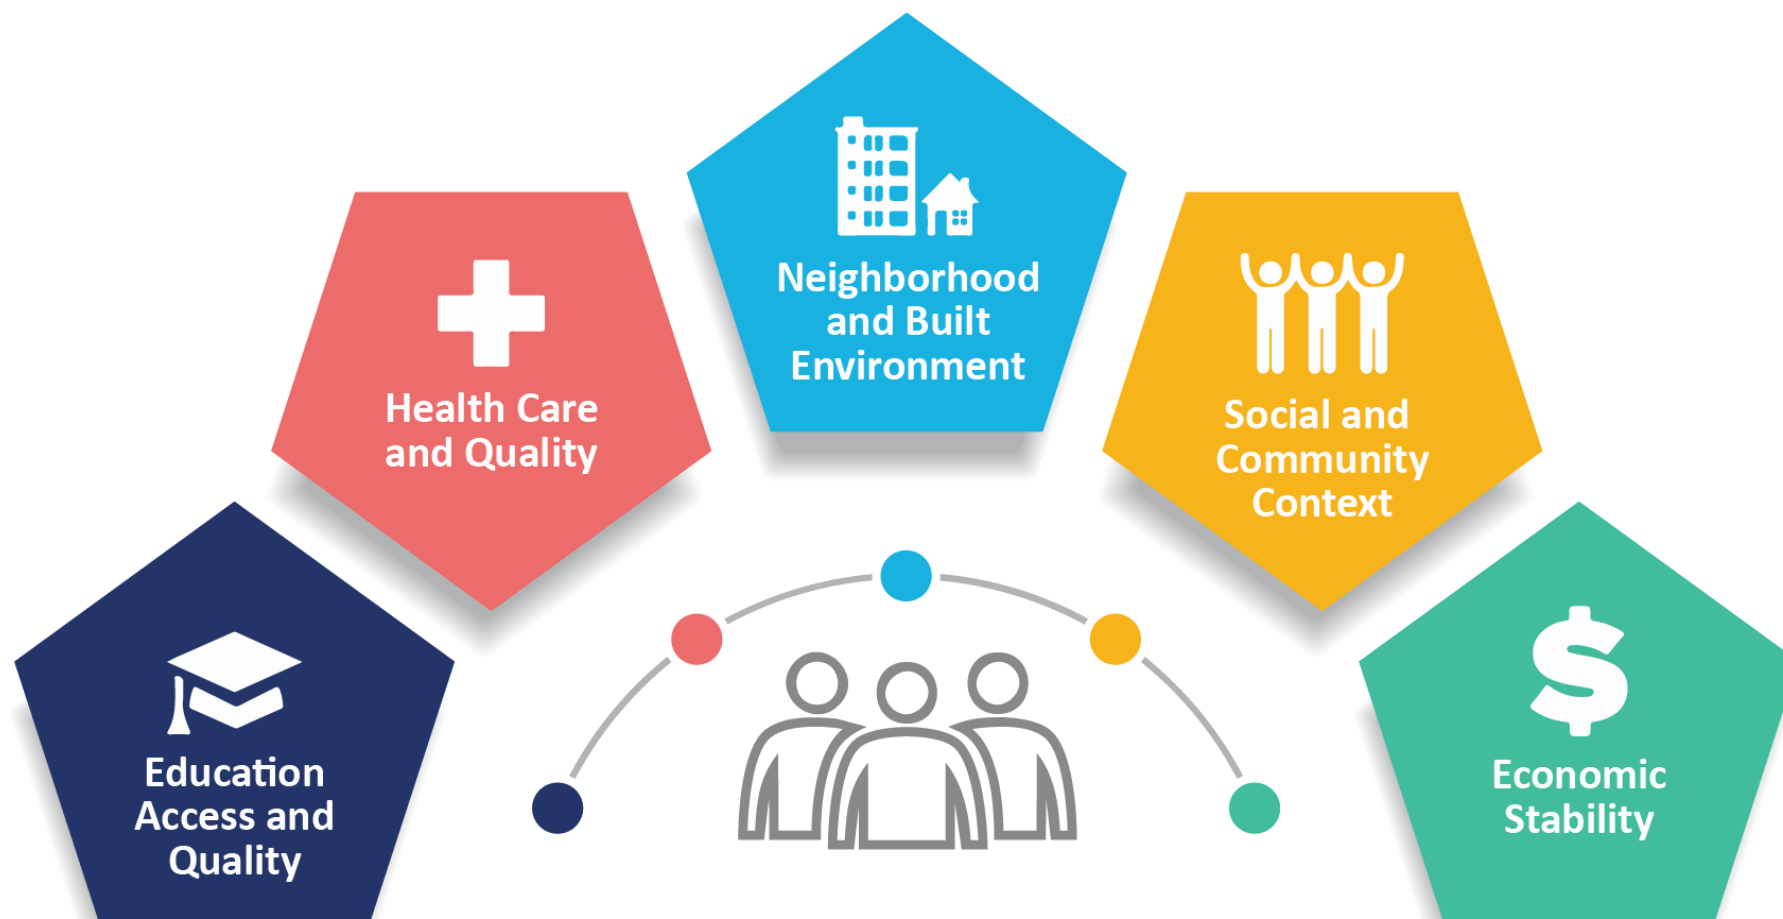 Neighborhood
and Built
Environment
Health Care
and Quality
Social and
Community
Context
Education
Access and
Quality
Economic
Stability